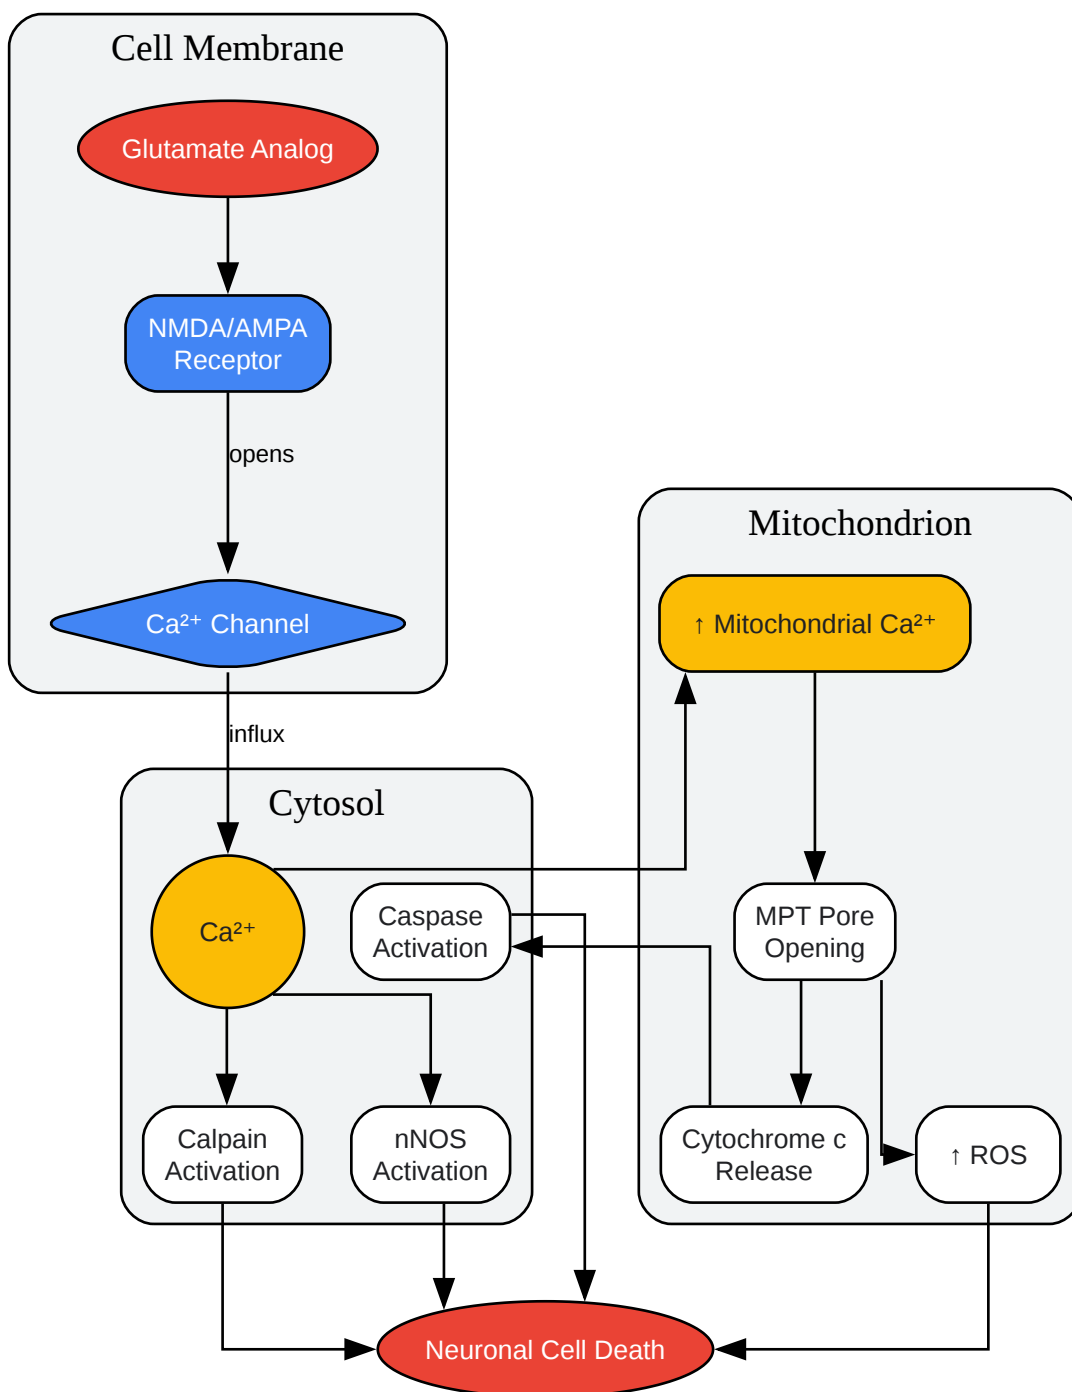 Cell Membrane
Glutamate Analog
NMDA/AMPA
Receptor
opens
Ca²⁺ Channel
influx
Mitochondrion
↑ Mitochondrial Ca²⁺
Cytosol
Ca²⁺
Caspase
Activation
MPT Pore
Opening
Calpain
Activation
nNOS
Activation
Cytochrome c
Release
↑ ROS
Neuronal Cell Death